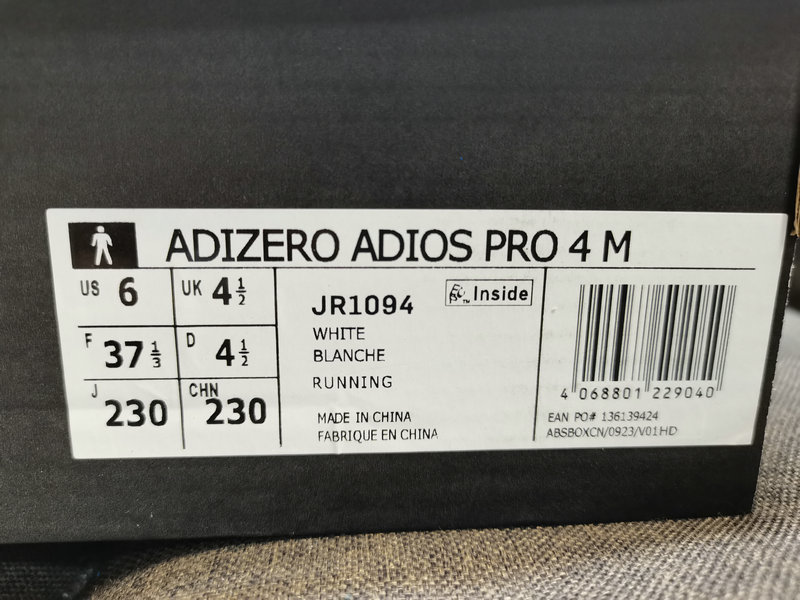 ADIZERO ADIOS PRO 4 M
US 6
UK 4 1/2
F 37 1/3
D 4 1/2
J 230
CHN 230
JR1094
Inside
WHITE
BLANCHE
RUNNING
MADE IN CHINA
FABRIQUE EN CHINA
4 068801 229040
EAN PO# 136139424
ABSBOXCN/0923/V01HD